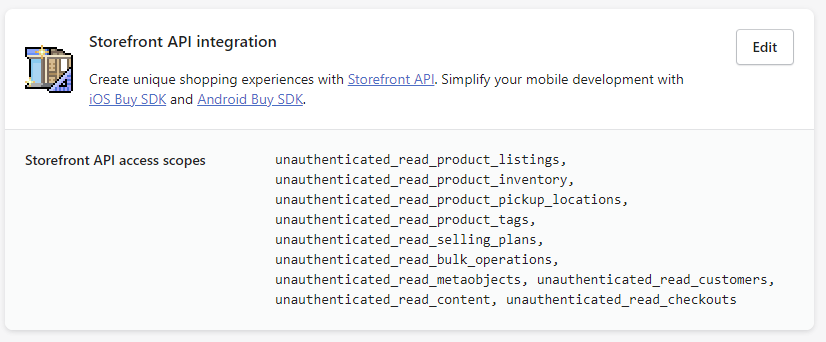 Storefront API integration
Edit
Create unique shopping experiences with Storefront API. Simplify your mobile development with
iOS Buy SDK and Android Buy SDK.
Storefront API access scopes
unauthenticated_read_product_listings,
unauthenticated_read_product_inventory,
unauthenticated_read_product_pickup_locations,
unauthenticated_read_product_tags,
unauthenticated_read_selling_plans,
unauthenticated_read_bulk_operations,
unauthenticated_read_metaobjects, unauthenticated_read_customers,
unauthenticated_read_content, unauthenticated_read_checkouts